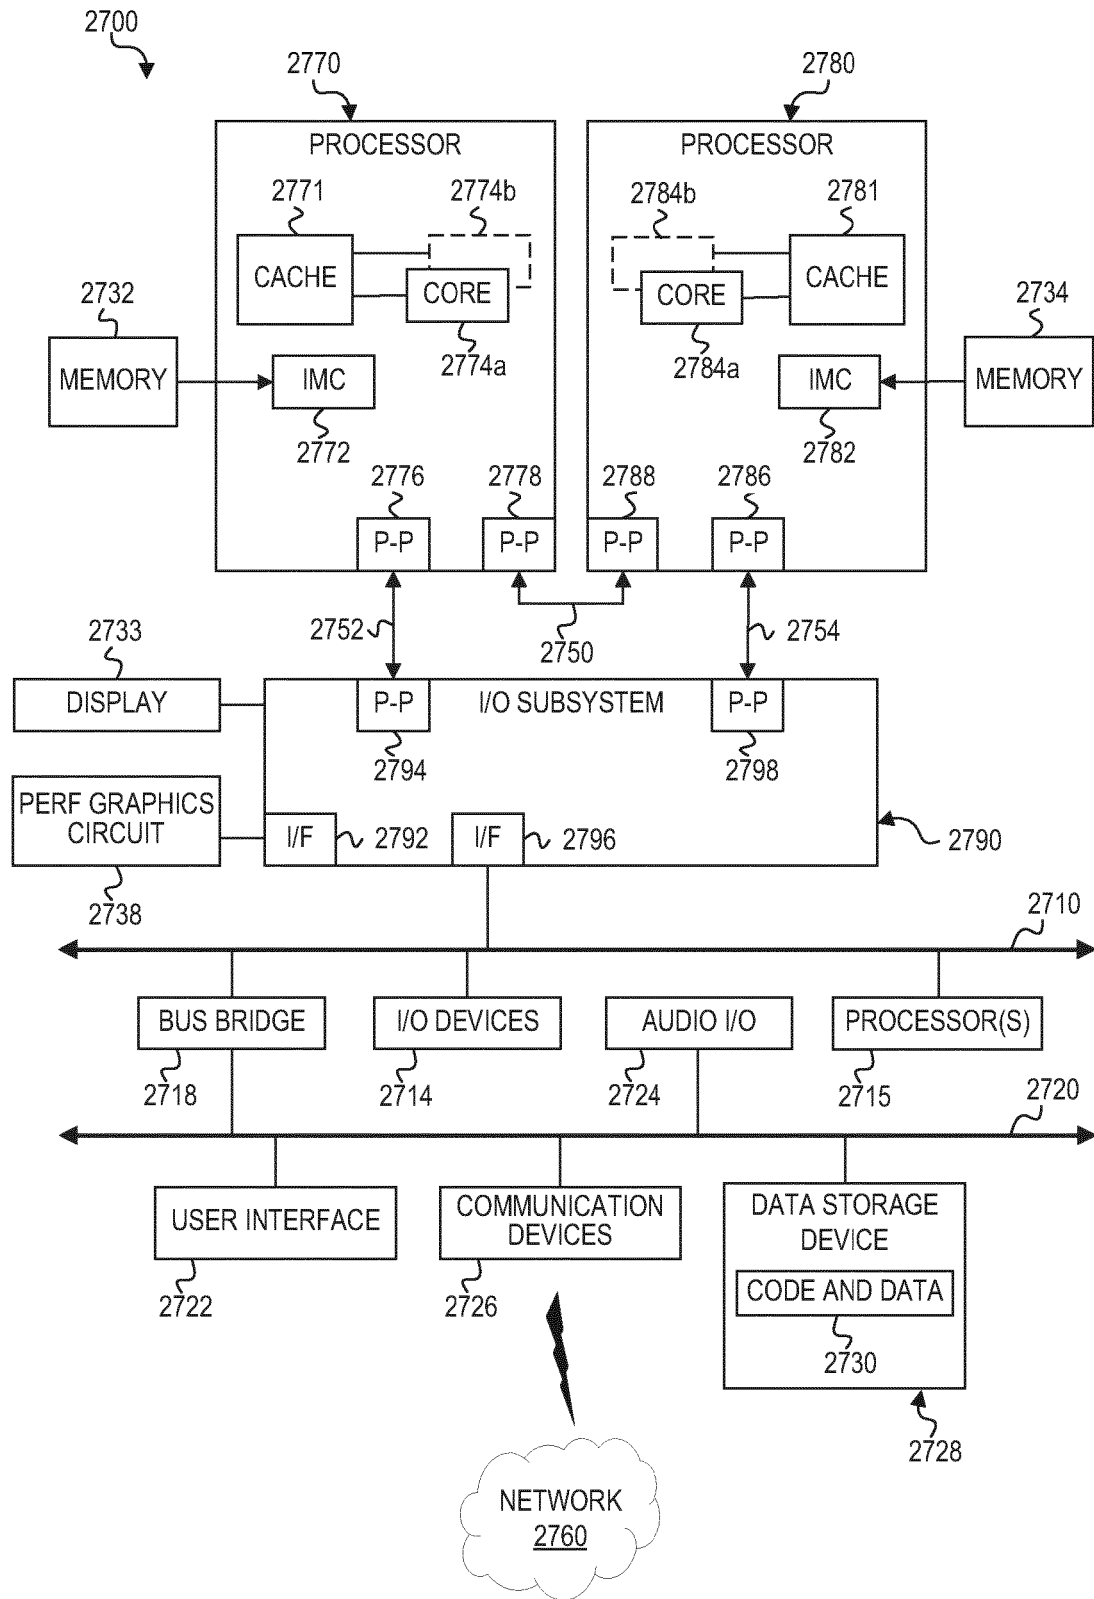 2700
2770
2780
PROCESSOR
PROCESSOR
2771
2774b
2784b
2781
CACHE
CORE
CORE
CACHE
2732
2774a
2784a
2734
MEMORY
IMC
IMC
MEMORY
2772
2782
2776
2778
2788
2786
P-P
P-P
P-P
P-P
2752
2750
2754
2733
DISPLAY
P-P
I/O SUBSYSTEM
P-P
2794
2798
PERF GRAPHICS
CIRCUIT
I/F
2792
I/F
2796
2790
2738
2710
BUS BRIDGE
I/O DEVICES
AUDIO I/O
PROCESSOR(S)
2718
2714
2724
2715
2720
USER INTERFACE
COMMUNICATION
DEVICES
DATA STORAGE
DEVICE
CODE AND DATA
2722
2726
2730
2728
NETWORK
2760